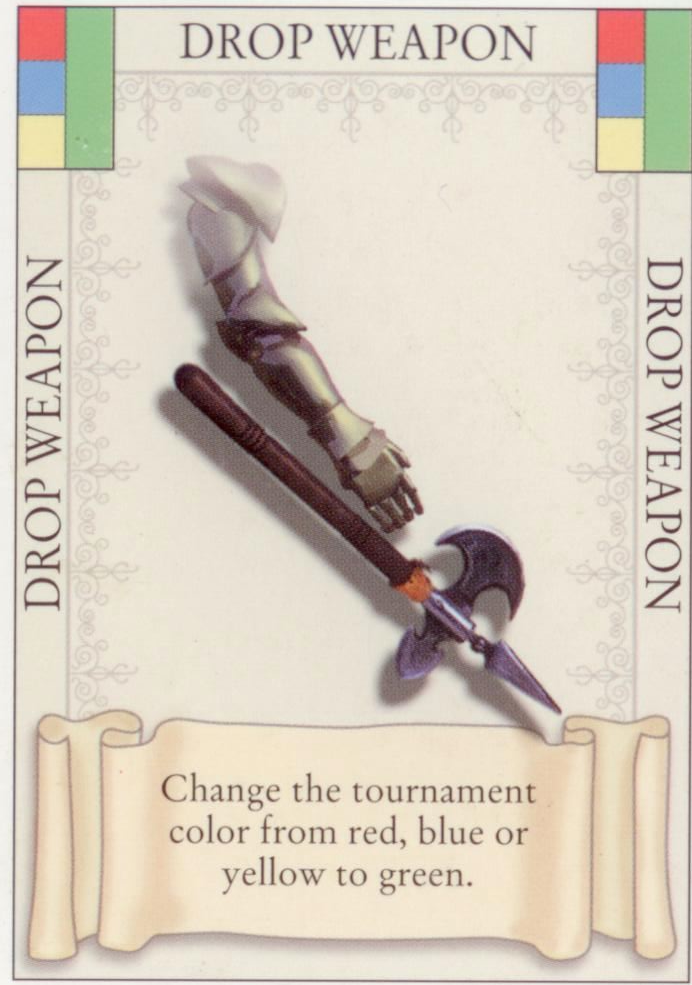 DROP WEAPON
DROP WEAPON
DROP WEAPON
Change the tournament
color from red, blue or
yellow to green.